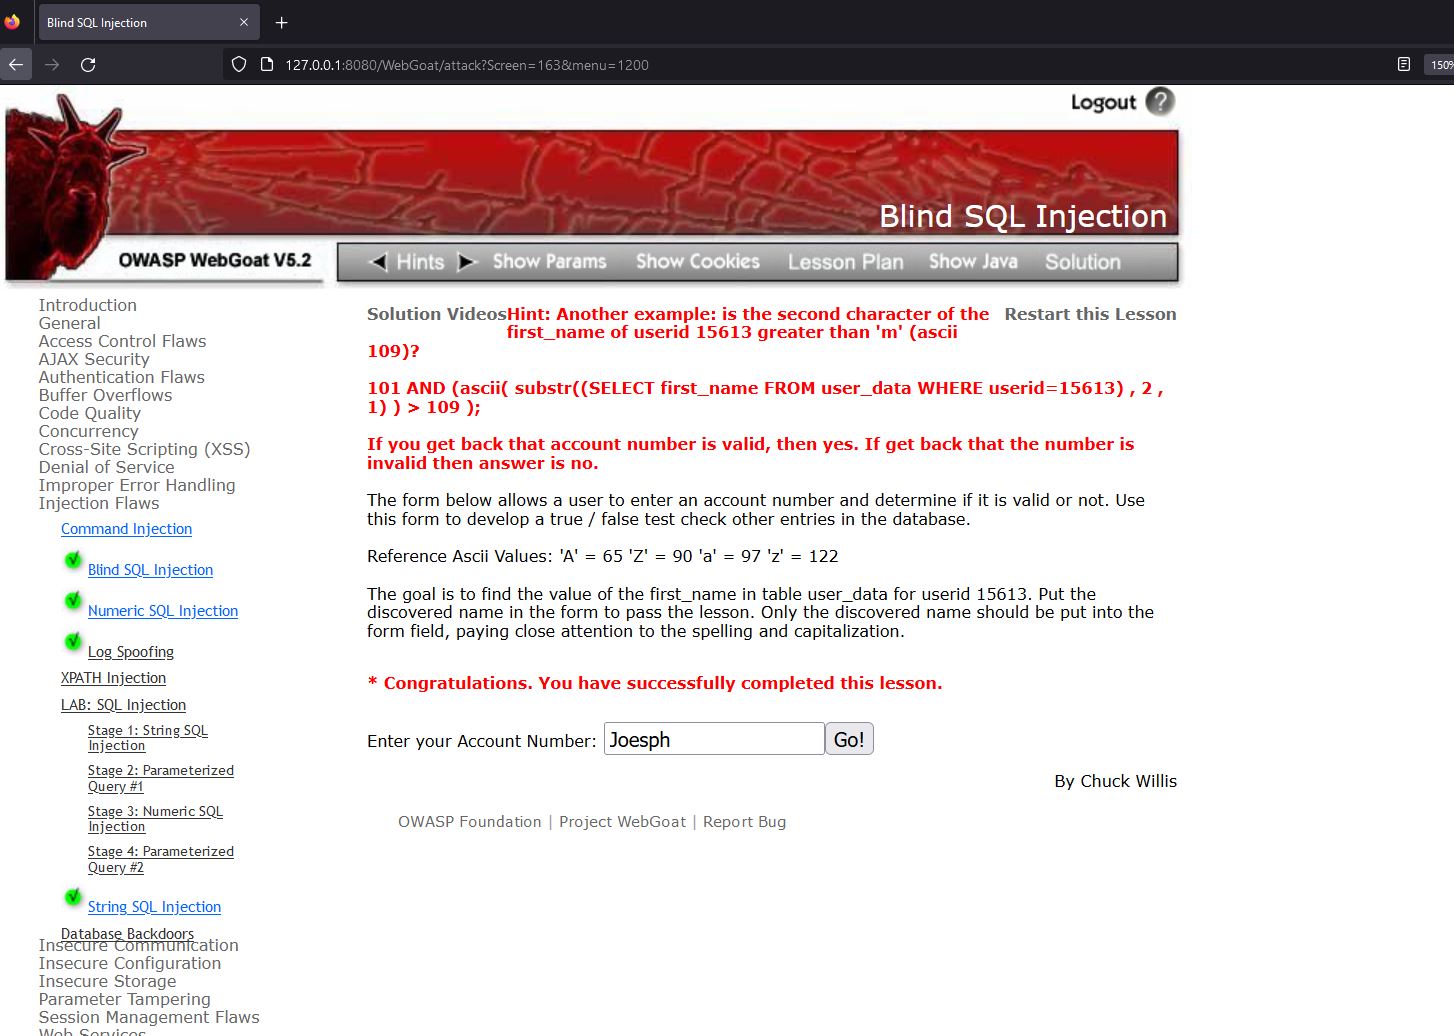 Blind SQL Injection
127.0.0.1:8080/WebGoat/attack?Screen=163&menu=1200
150%
Logout ?
Blind SQL Injection
OWASP WebGoat V5.2
Hints Show Params Show Cookies Lesson Plan Show Java Solution
Introduction
General
Access Control Flaws
AJAX Security
Authentication Flaws
Buffer Overflows
Code Quality
Concurrency
Cross-Site Scripting (XSS)
Denial of Service
Improper Error Handling
Injection Flaws
Command Injection
Blind SQL Injection
Numeric SQL Injection
Log Spoofing
XPATH Injection
LAB: SQL Injection
Stage 1: String SQL
Injection
Stage 2: Parameterized
Query #1
Stage 3: Numeric SQL
Injection
Stage 4: Parameterized
Query #2
String SQL Injection
Database Backdoors
Insecure Communication
Insecure Configuration
Insecure Storage
Parameter Tampering
Session Management Flaws
Web Services
Solution Videos Hint: Another example: is the second character of the Restart this Lesson
first_name of userid 15613 greater than 'm' (ascii
109)?
101 AND (ascii( substr((SELECT first_name FROM user_data WHERE userid=15613) , 2 ,
1) ) > 109 );
If you get back that account number is valid, then yes. If get back that the number is
invalid then answer is no.
The form below allows a user to enter an account number and determine if it is valid or not. Use
this form to develop a true / false test check other entries in the database.
Reference Ascii Values: 'A' = 65 'Z' = 90 'a' = 97 'z' = 122
The goal is to find the value of the first_name in table user_data for userid 15613. Put the
discovered name in the form to pass the lesson. Only the discovered name should be put into the
form field, paying close attention to the spelling and capitalization.
* Congratulations. You have successfully completed this lesson.
Enter your Account Number: Joesph Go!
By Chuck Willis
OWASP Foundation | Project WebGoat | Report Bug